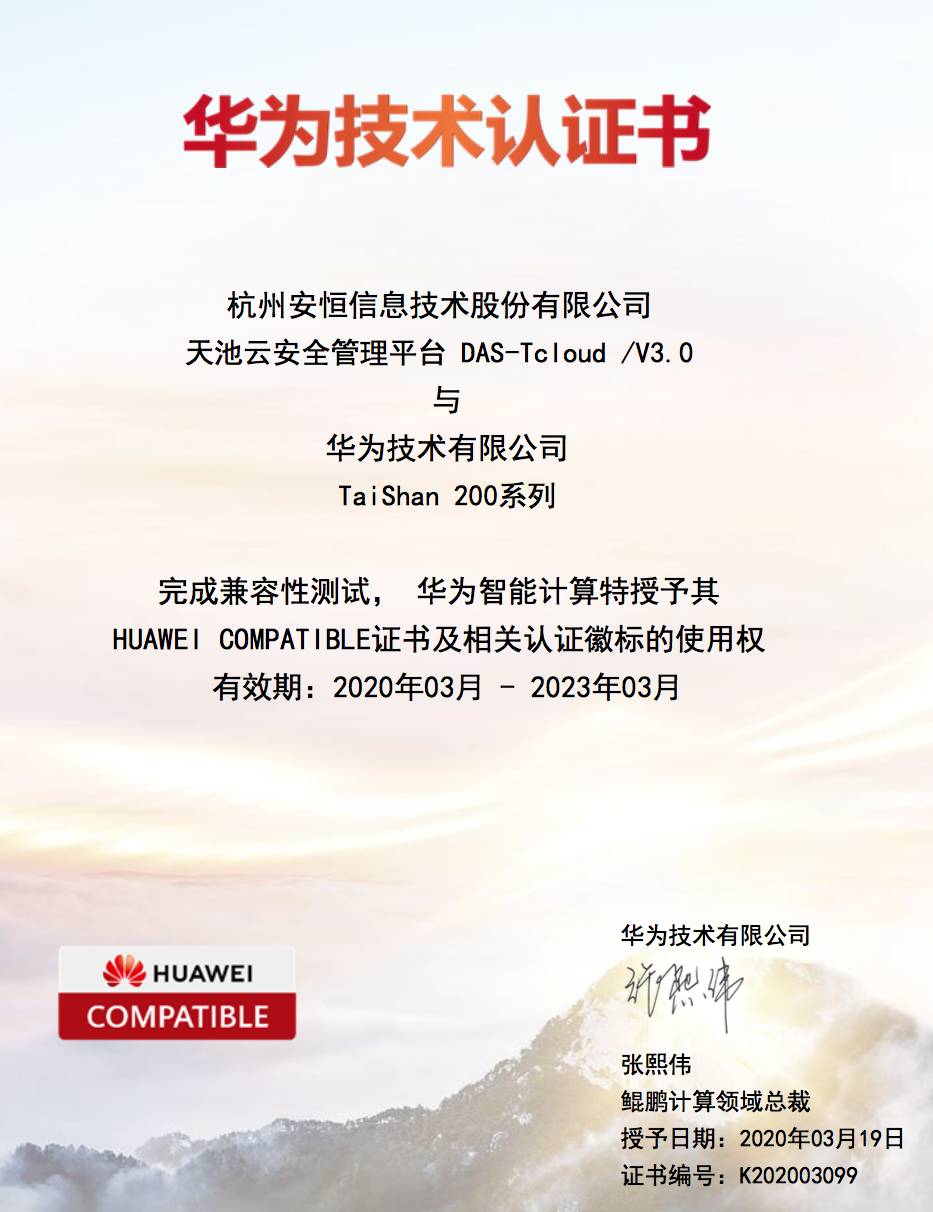 华为技术认证书
杭州安恒信息技术股份有限公司
天池云安全管理平台 DAS-Tcloud /V3.0
与
华为技术有限公司
TaiShan 200系列
完成兼容性测试， 华为智能计算特授予其
HUAWEI COMPATIBLE证书及相关认证徽标的使用权
有效期：2020年03月 - 2023年03月
HUAWEI
COMPATIBLE
华为技术有限公司
张熙伟
鲲鹏计算领域总裁
授予日期：2020年03月19日
证书编号：K202003099